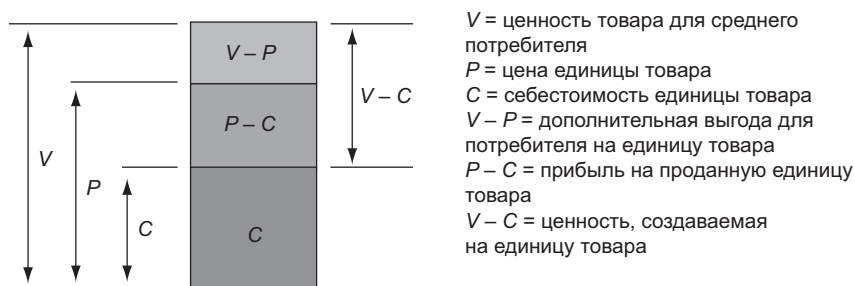 V – P
P – C
C
V
P
C
V – C
V = ценность товара для среднего
потребителя
P = цена единицы товара
C = себестоимость единицы товара
V – P = дополнительная выгода для
потребителя на единицу товара
P – C = прибыль на проданную единицу
товара
V – C = ценность, создаваемая
на единицу товара